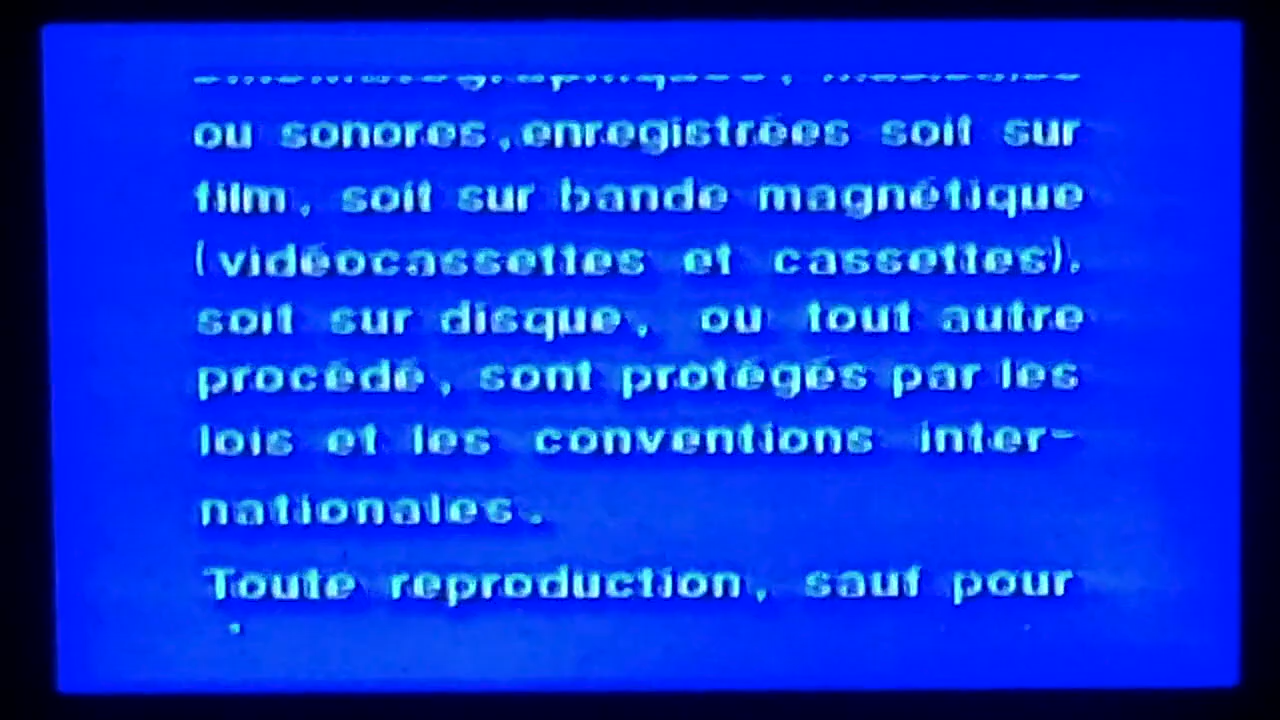 ou sonores, enregistrées soit sur
film, soit sur bande magnétique
(vidéocassettes et cassettes),
soit sur disque, ou tout autre
procédé, sont protégés par les
lois et les conventions inter-
nationales.
Toute reproduction, sauf pour